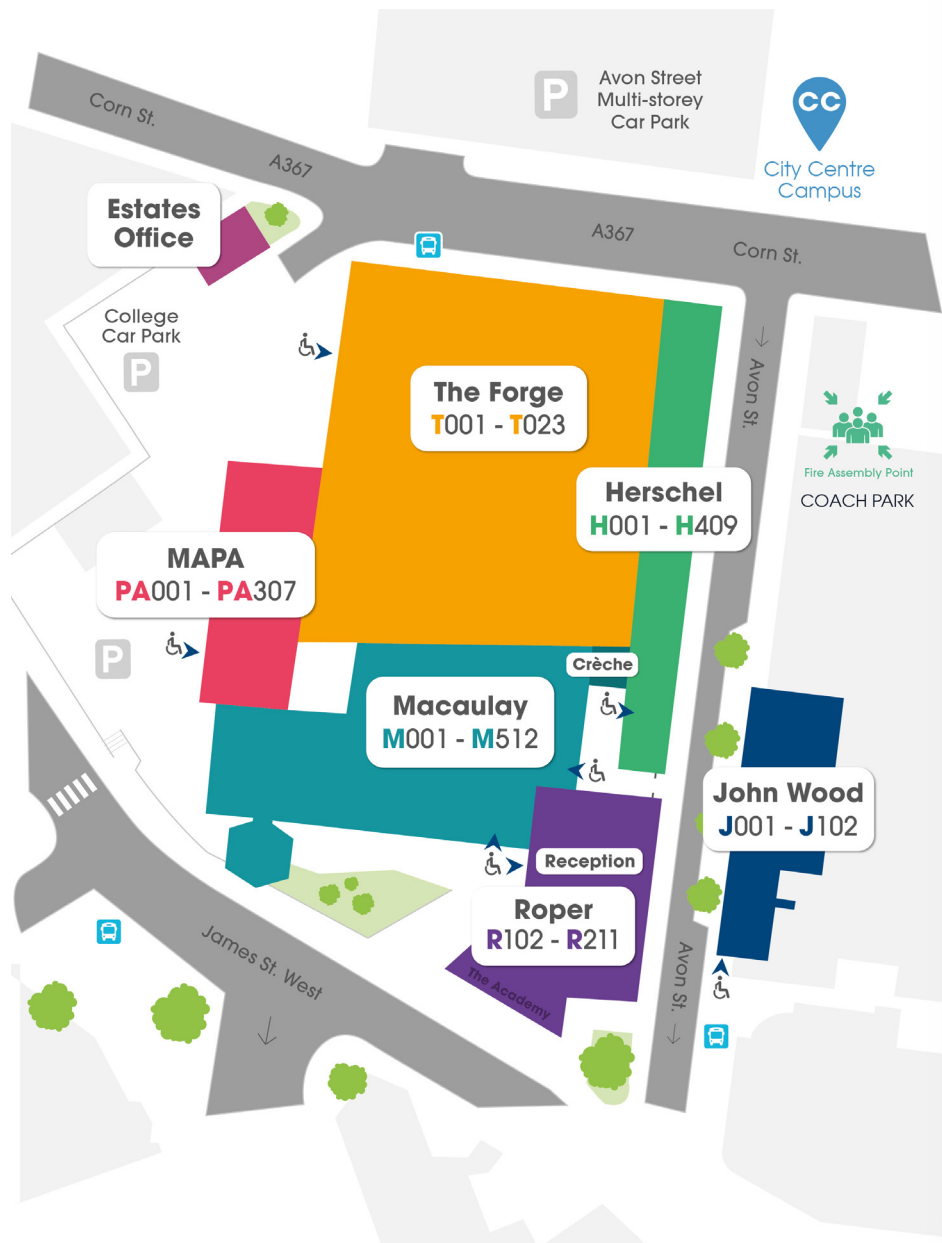 Corn St.
A367
P
Avon Street
Multi-storey
Car Park
CC
City Centre
Campus
Estates
Office
A367
Corn St.
College
Car Park
P
The Forge
T001 - T023
Avon St.
Fire Assembly Point
COACH PARK
Herschel
H001 - H409
MAPA
PA001 - PA307
P
Crèche
Macaulay
M001 - M512
John Wood
J001 - J102
Reception
Roper
R102 - R211
The Academy
James St. West
Avon St.